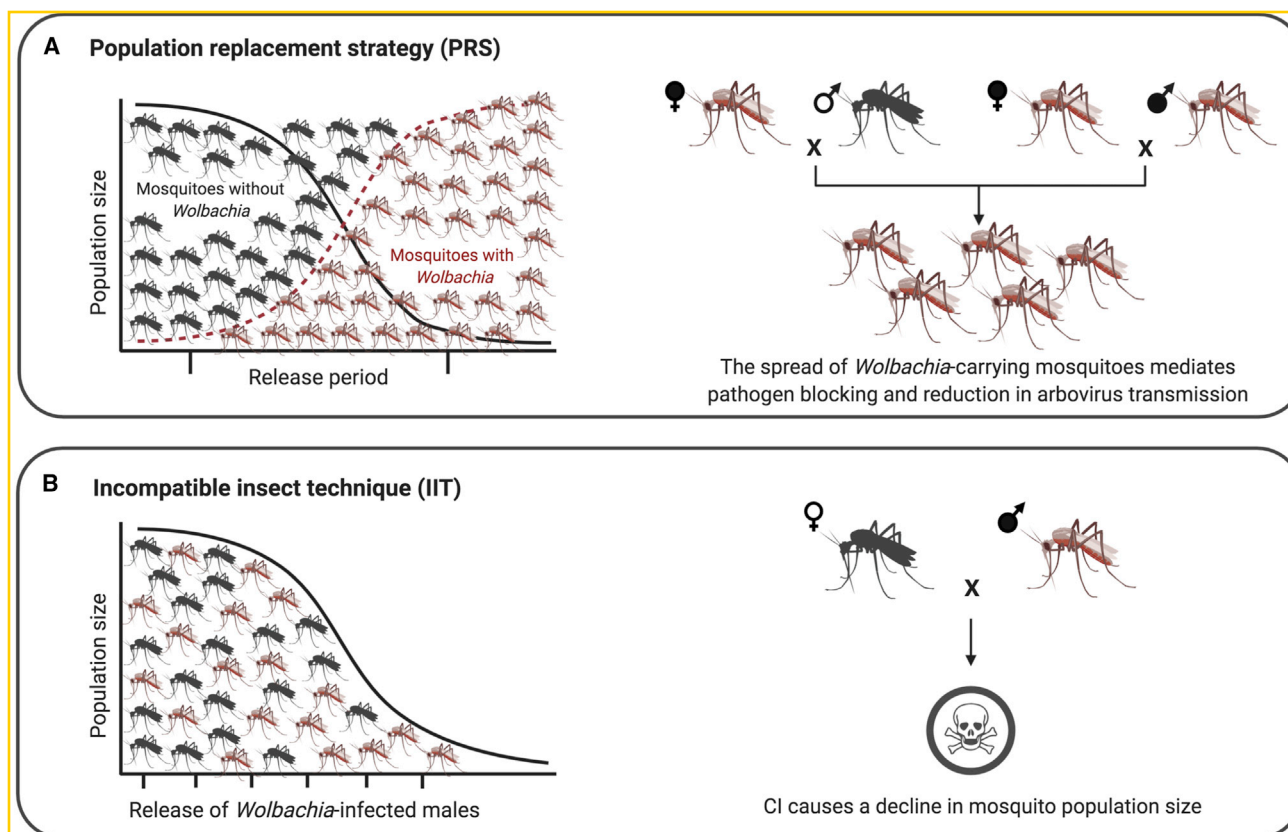 A Population replacement strategy (PRS)
Population size
Mosquitoes without
Wolbachia
Mosquitoes with
Wolbachia
Release period
X
X
The spread of Wolbachia-carrying mosquitoes mediates
pathogen blocking and reduction in arbovirus transmission
B Incompatible insect technique (IIT)
Population size
Release of Wolbachia-infected males
X
CI causes a decline in mosquito population size